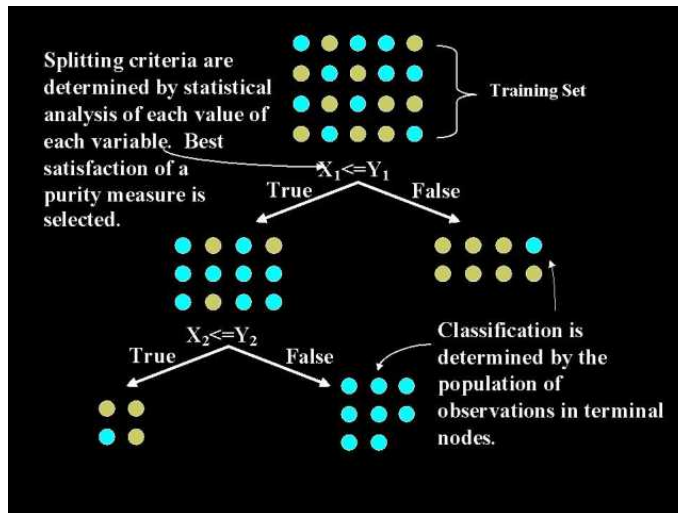 Splitting criteria are
determined by statistical
analysis of each value of
each variable.  Best
satisfaction of a
purity measure is
selected.
Training Set
X₁<=Y₁
True
False
X₂<=Y₂
True
False
Classification is
determined by the
population of
observations in terminal
nodes.